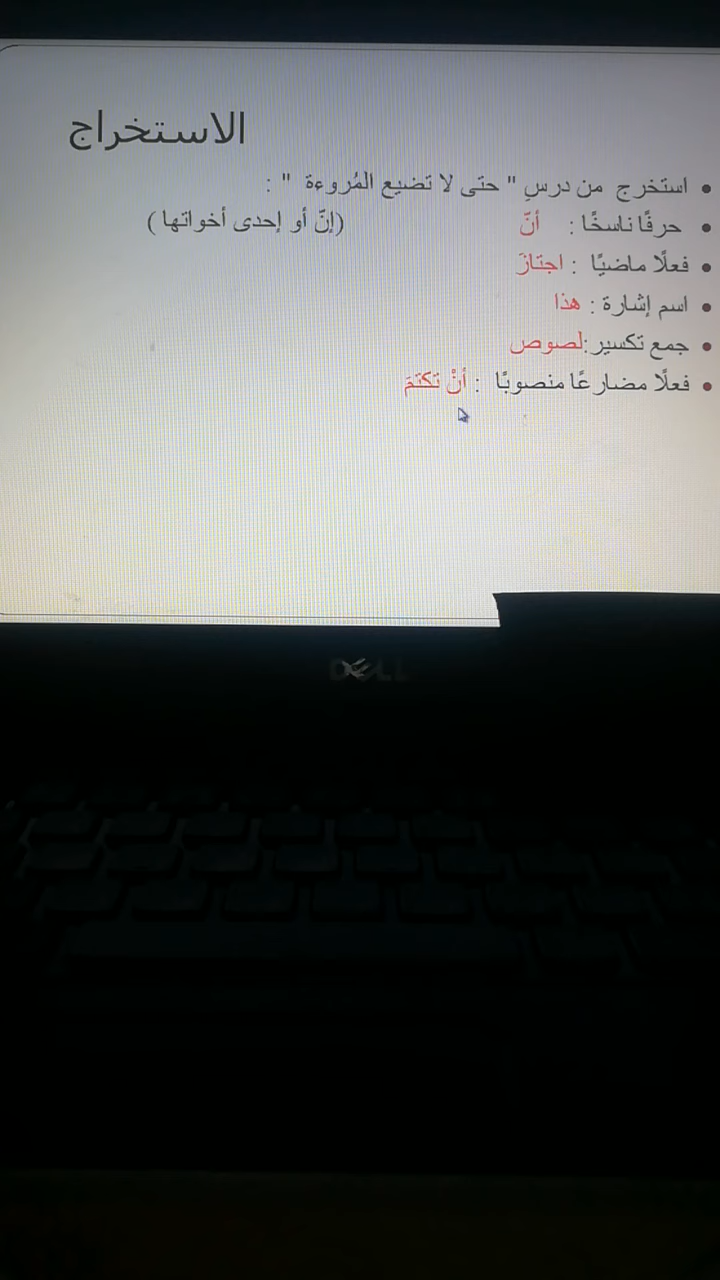 الاستخراج
• استخرج من درسِ " حتى لا تضيع المُروءة " :
• حرفًا ناسخًا : أنّ (إنّ أو إحدى أخواتها )
• فعلًا ماضيًا : اجتازَ
• اسم إشارة : هذا
• جمع تكسير :لصوص
• فعلًا مضارعًا منصوبًا : أنْ تكتمَ
DELL